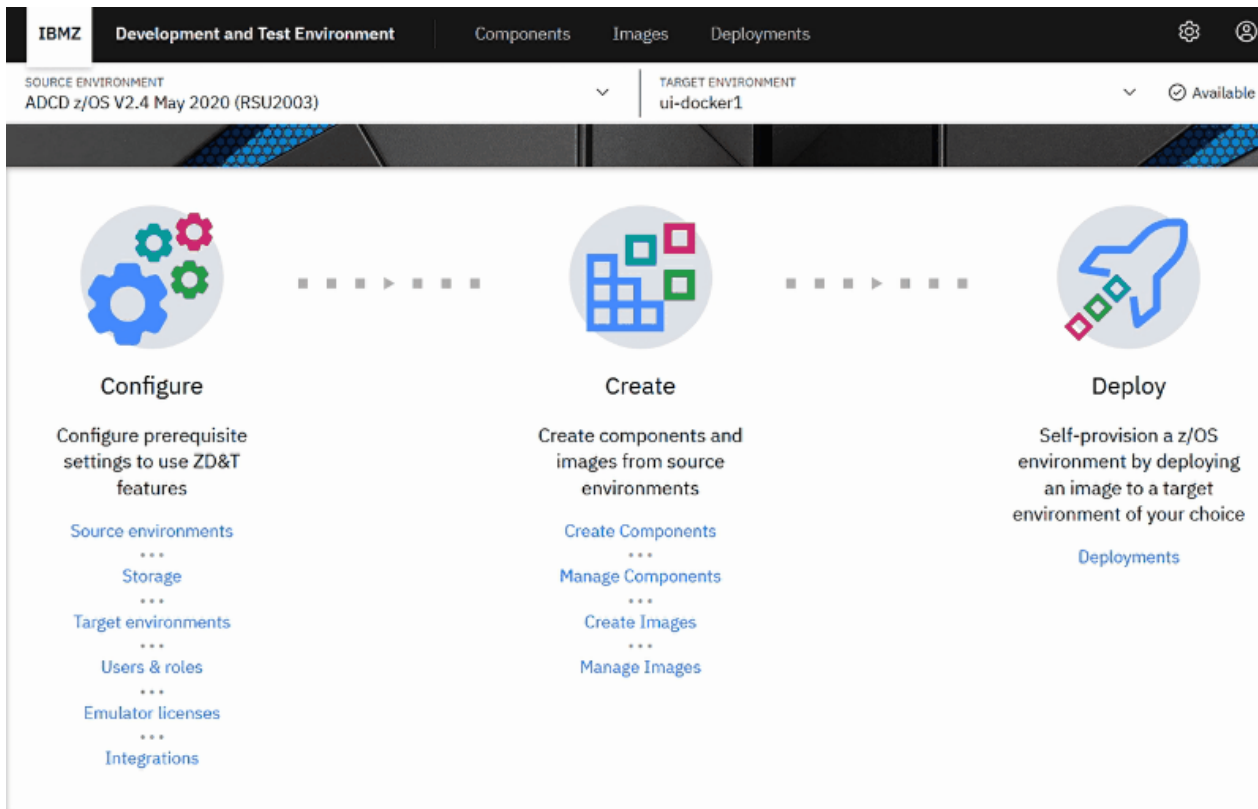 IBMZ Development and Test Environment Components Images Deployments
SOURCE ENVIRONMENT
ADCD z/OS V2.4 May 2020 (RSU2003)
TARGET ENVIRONMENT
ui-docker1
Available
Configure
Configure prerequisite
settings to use ZD&T
features
Source environments
Storage
Target environments
Users & roles
Emulator licenses
Integrations
Create
Create components and
images from source
environments
Create Components
Manage Components
Create Images
Manage Images
Deploy
Self-provision a z/OS
environment by deploying
an image to a target
environment of your choice
Deployments